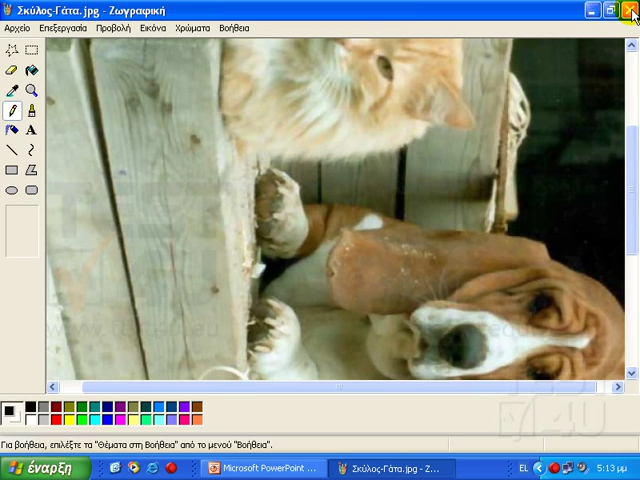 Σκύλος-Γάτα.jpg - Ζωγραφική
Αρχείο Επεξεργασία Προβολή Εικόνα Χρώματα Βοήθεια
A
Για βοήθεια, επιλέξτε τα "Θέματα στη Βοήθεια" από το μενού "Βοήθεια".
έναρξη
Microsoft PowerPoint ...
Σκύλος-Γάτα.jpg - Ζ...
EL
5:13 μμ